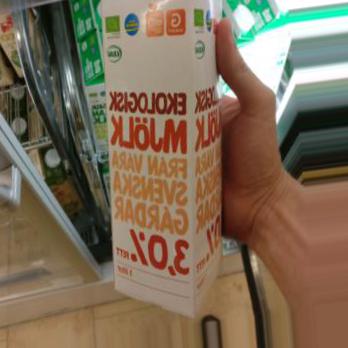 EKOLOGISK
MJÖLK
FRÅN VÅRA
SVENSKA
GÅRDAR
3,0% FETT
1 liter